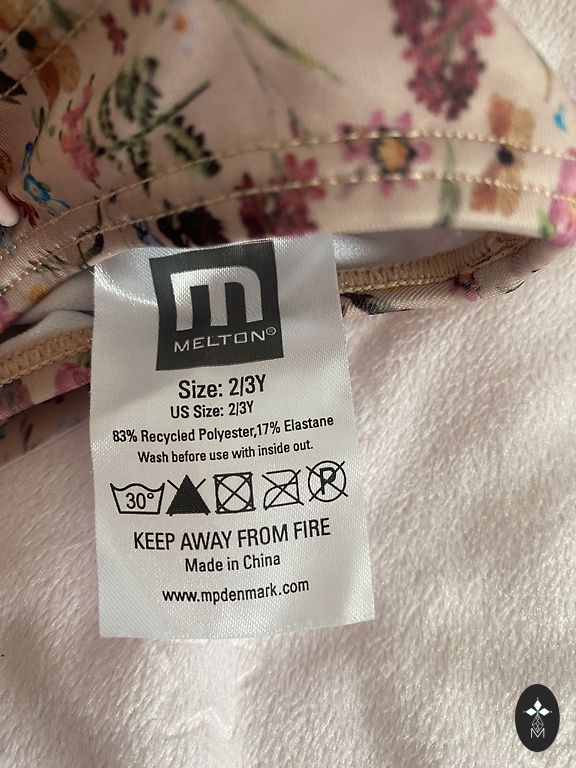 MELTON®
Size: 2/3Y
US Size: 2/3Y
83% Recycled Polyester,17% Elastane
Wash before use with inside out.
30° P
KEEP AWAY FROM FIRE
Made in China
www.mpdenmark.com
M